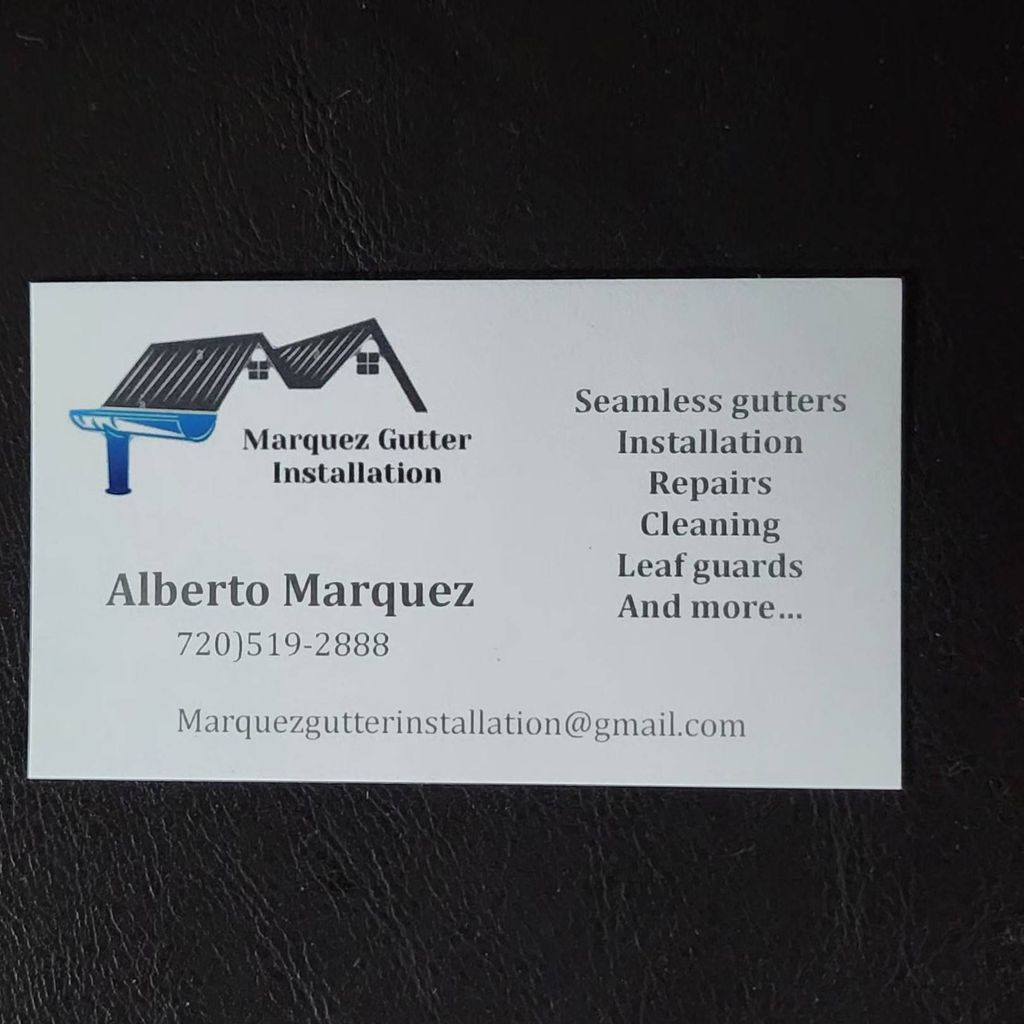 Marquez Gutter
Installation
Alberto Marquez
720)519-2888
Marquezgutterinstallation@gmail.com
Seamless gutters
Installation
Repairs
Cleaning
Leaf guards
And more...